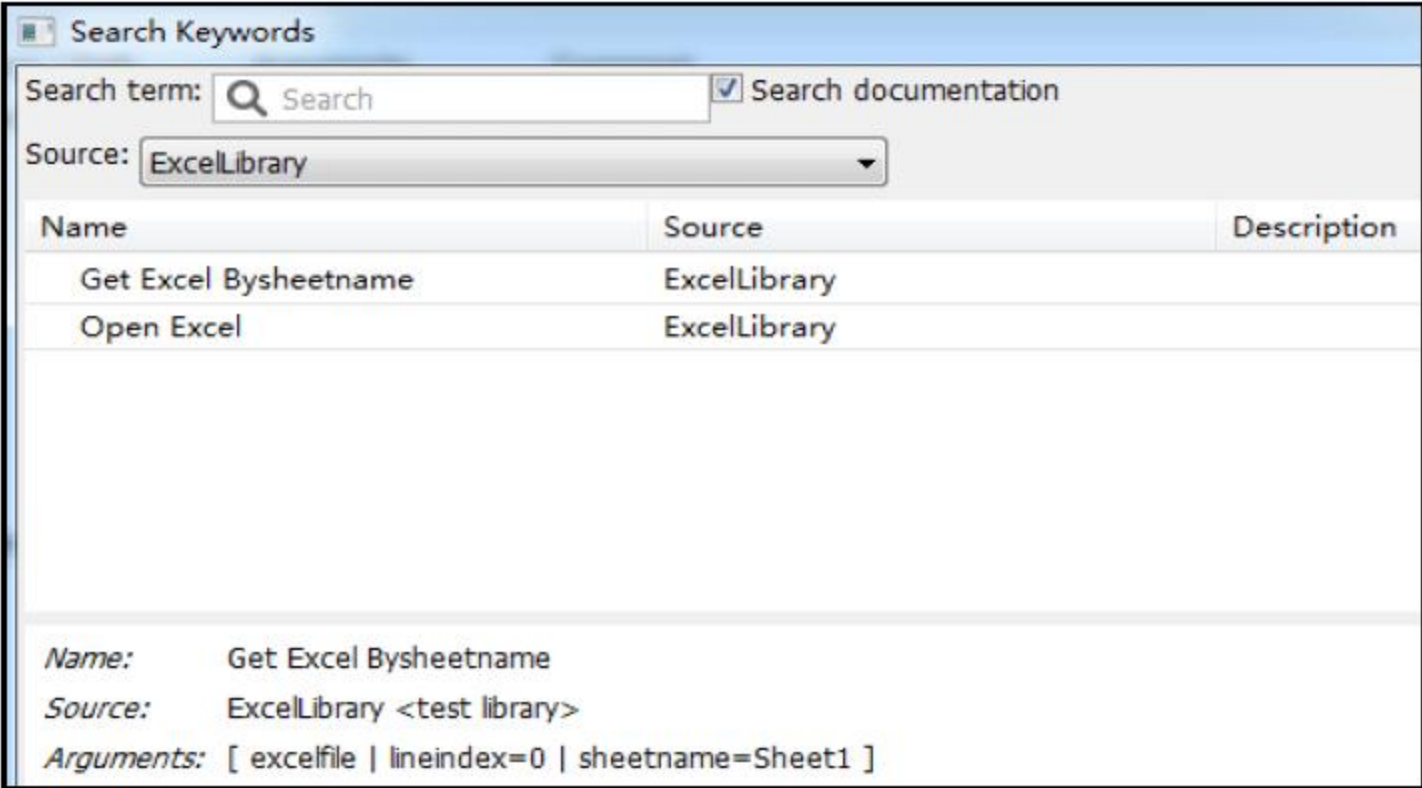 Search Keywords
Search term: Search Search documentation
Source: ExcelLibrary
Name Source Description
Get Excel Bysheetname ExcelLibrary
Open Excel ExcelLibrary
Name: Get Excel Bysheetname
Source: ExcelLibrary <test library>
Arguments: [ excelfile | lineindex=0 | sheetname=Sheet1 ]